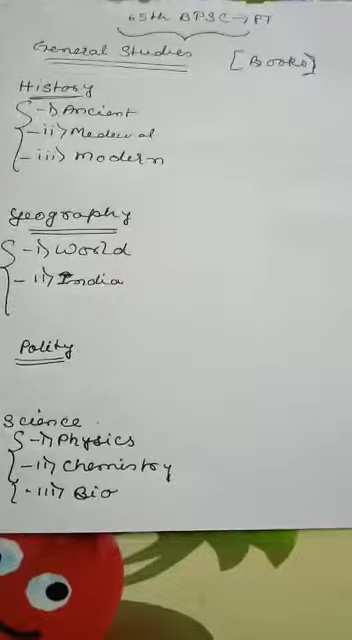 65th BPSC → PT
General Studies [Books]
History
- i> Ancient
- ii> Medeival
- iii> Modern
Geography
- i> World
- ii> India
Polity
Science
- i> Physics
- ii> Chemistry
- iii> Bio